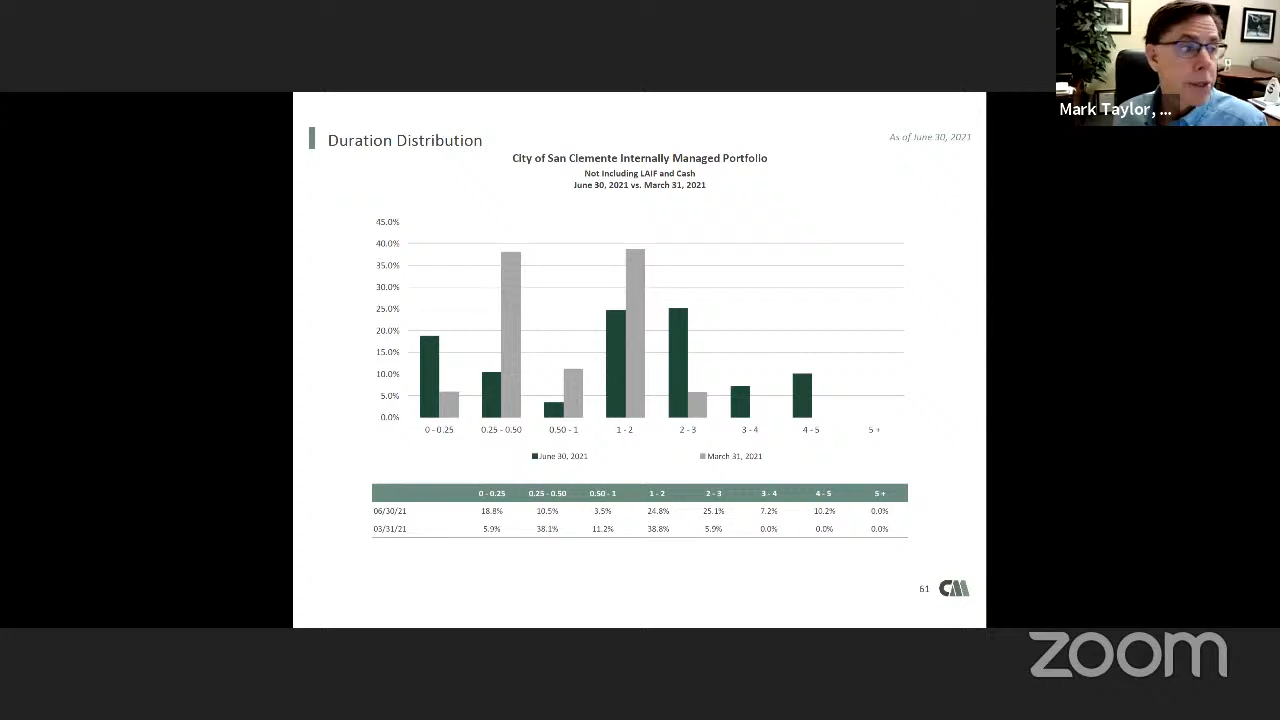 Mark Taylor, ...
Duration Distribution
As of June 30, 2021
City of San Clemente Internally Managed Portfolio
Not Including LAIF and Cash
June 30, 2021 vs. March 31, 2021
45.0%
40.0%
35.0%
30.0%
25.0%
20.0%
15.0%
10.0%
5.0%
0.0%
0 - 0.25 0.25 - 0.50 0.50 - 1 1 - 2 2 - 3 3 - 4 4 - 5 5 +
June 30, 2021 March 31, 2021
0 - 0.25 0.25 - 0.50 0.50 - 1 1 - 2 2 - 3 3 - 4 4 - 5 5 +
06/30/21 18.8% 10.5% 3.5% 24.8% 25.1% 7.2% 10.2% 0.0%
03/31/21 5.9% 38.1% 11.2% 38.8% 5.9% 0.0% 0.0% 0.0%
61 CM
zoom